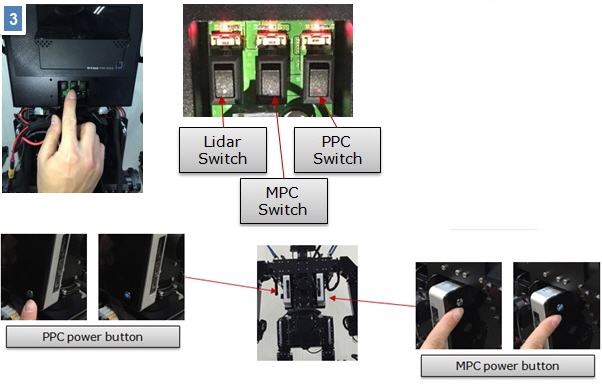 3
Lidar
Switch
PPC
Switch
MPC
Switch
PPC power button
MPC power button